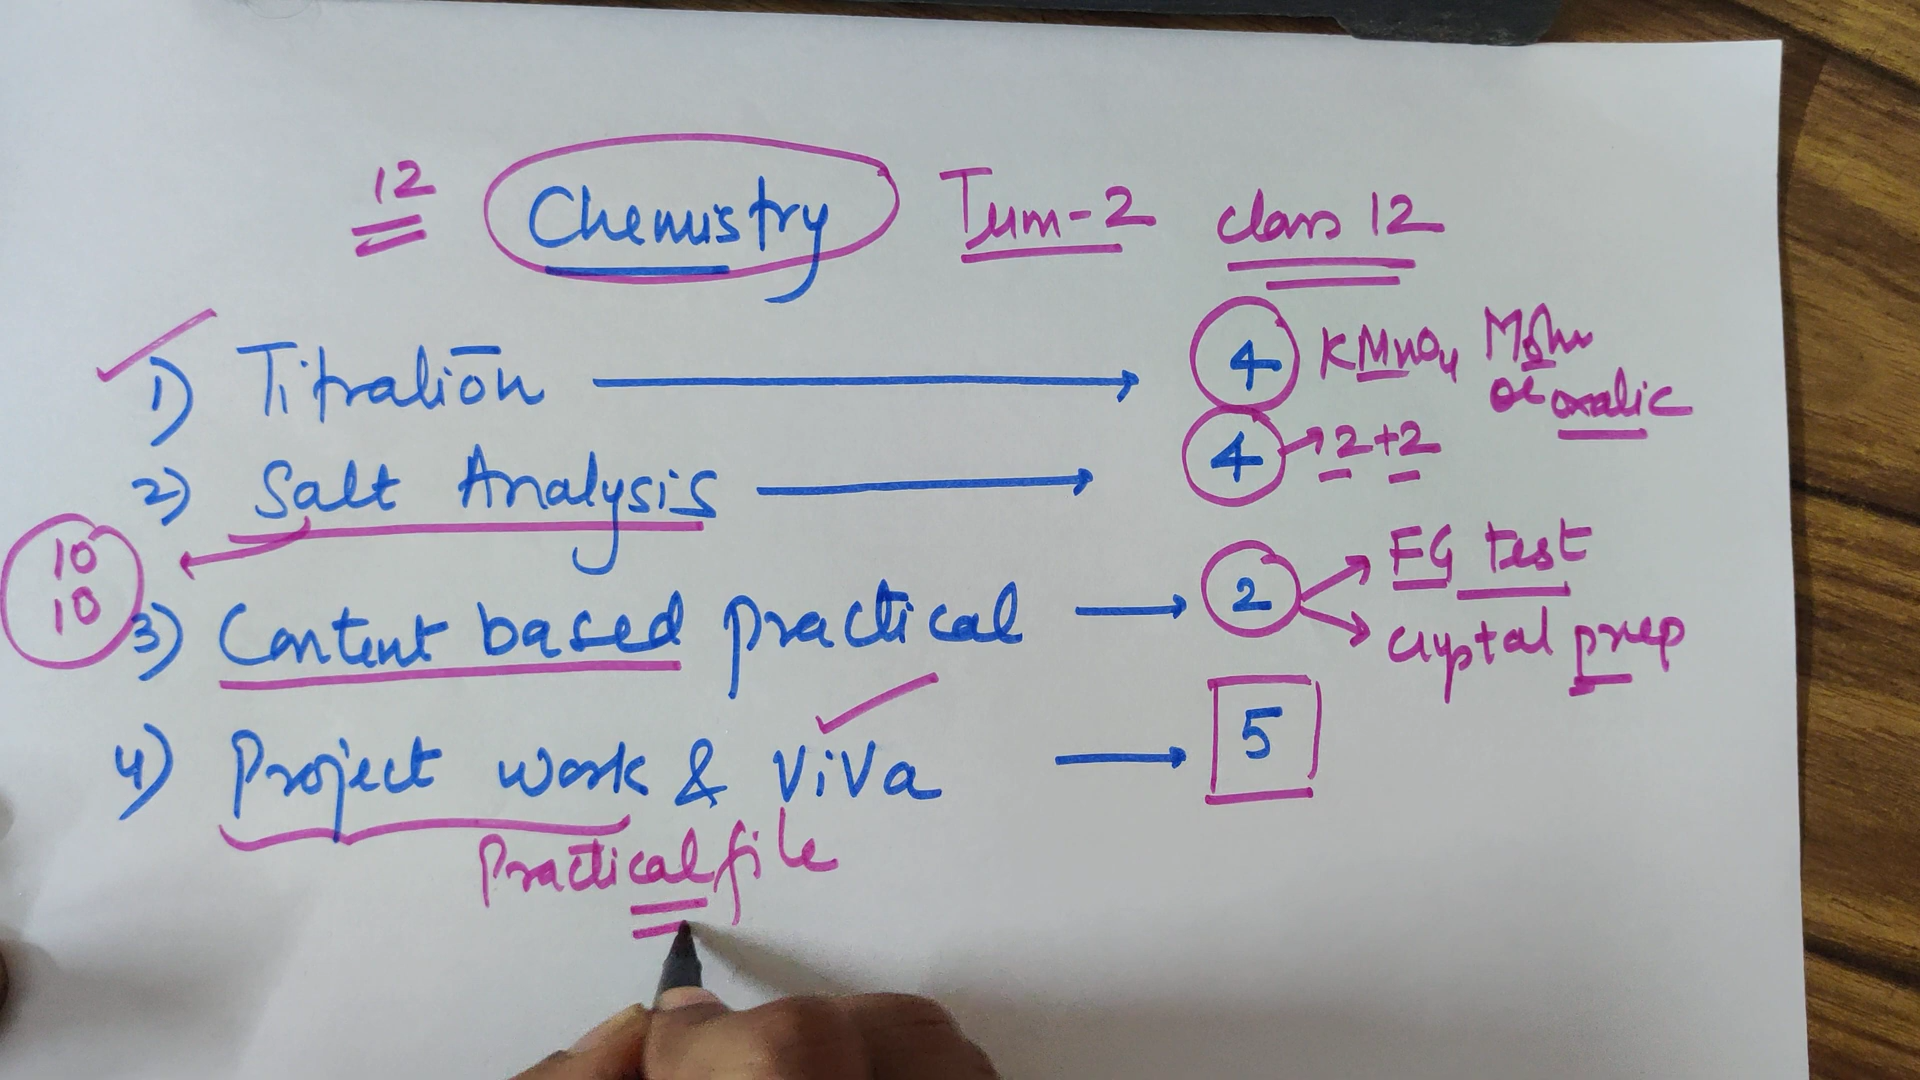 12 Chemistry Term-2 class 12
1) Titration → 4 KMnO4 Mohr
or oxalic
2) Salt Analysis → 4 → 2+2
10
10
3) Content based practical → 2 → FG test
→ crystal prep
4) Project work & ViVa → 5
Practical file